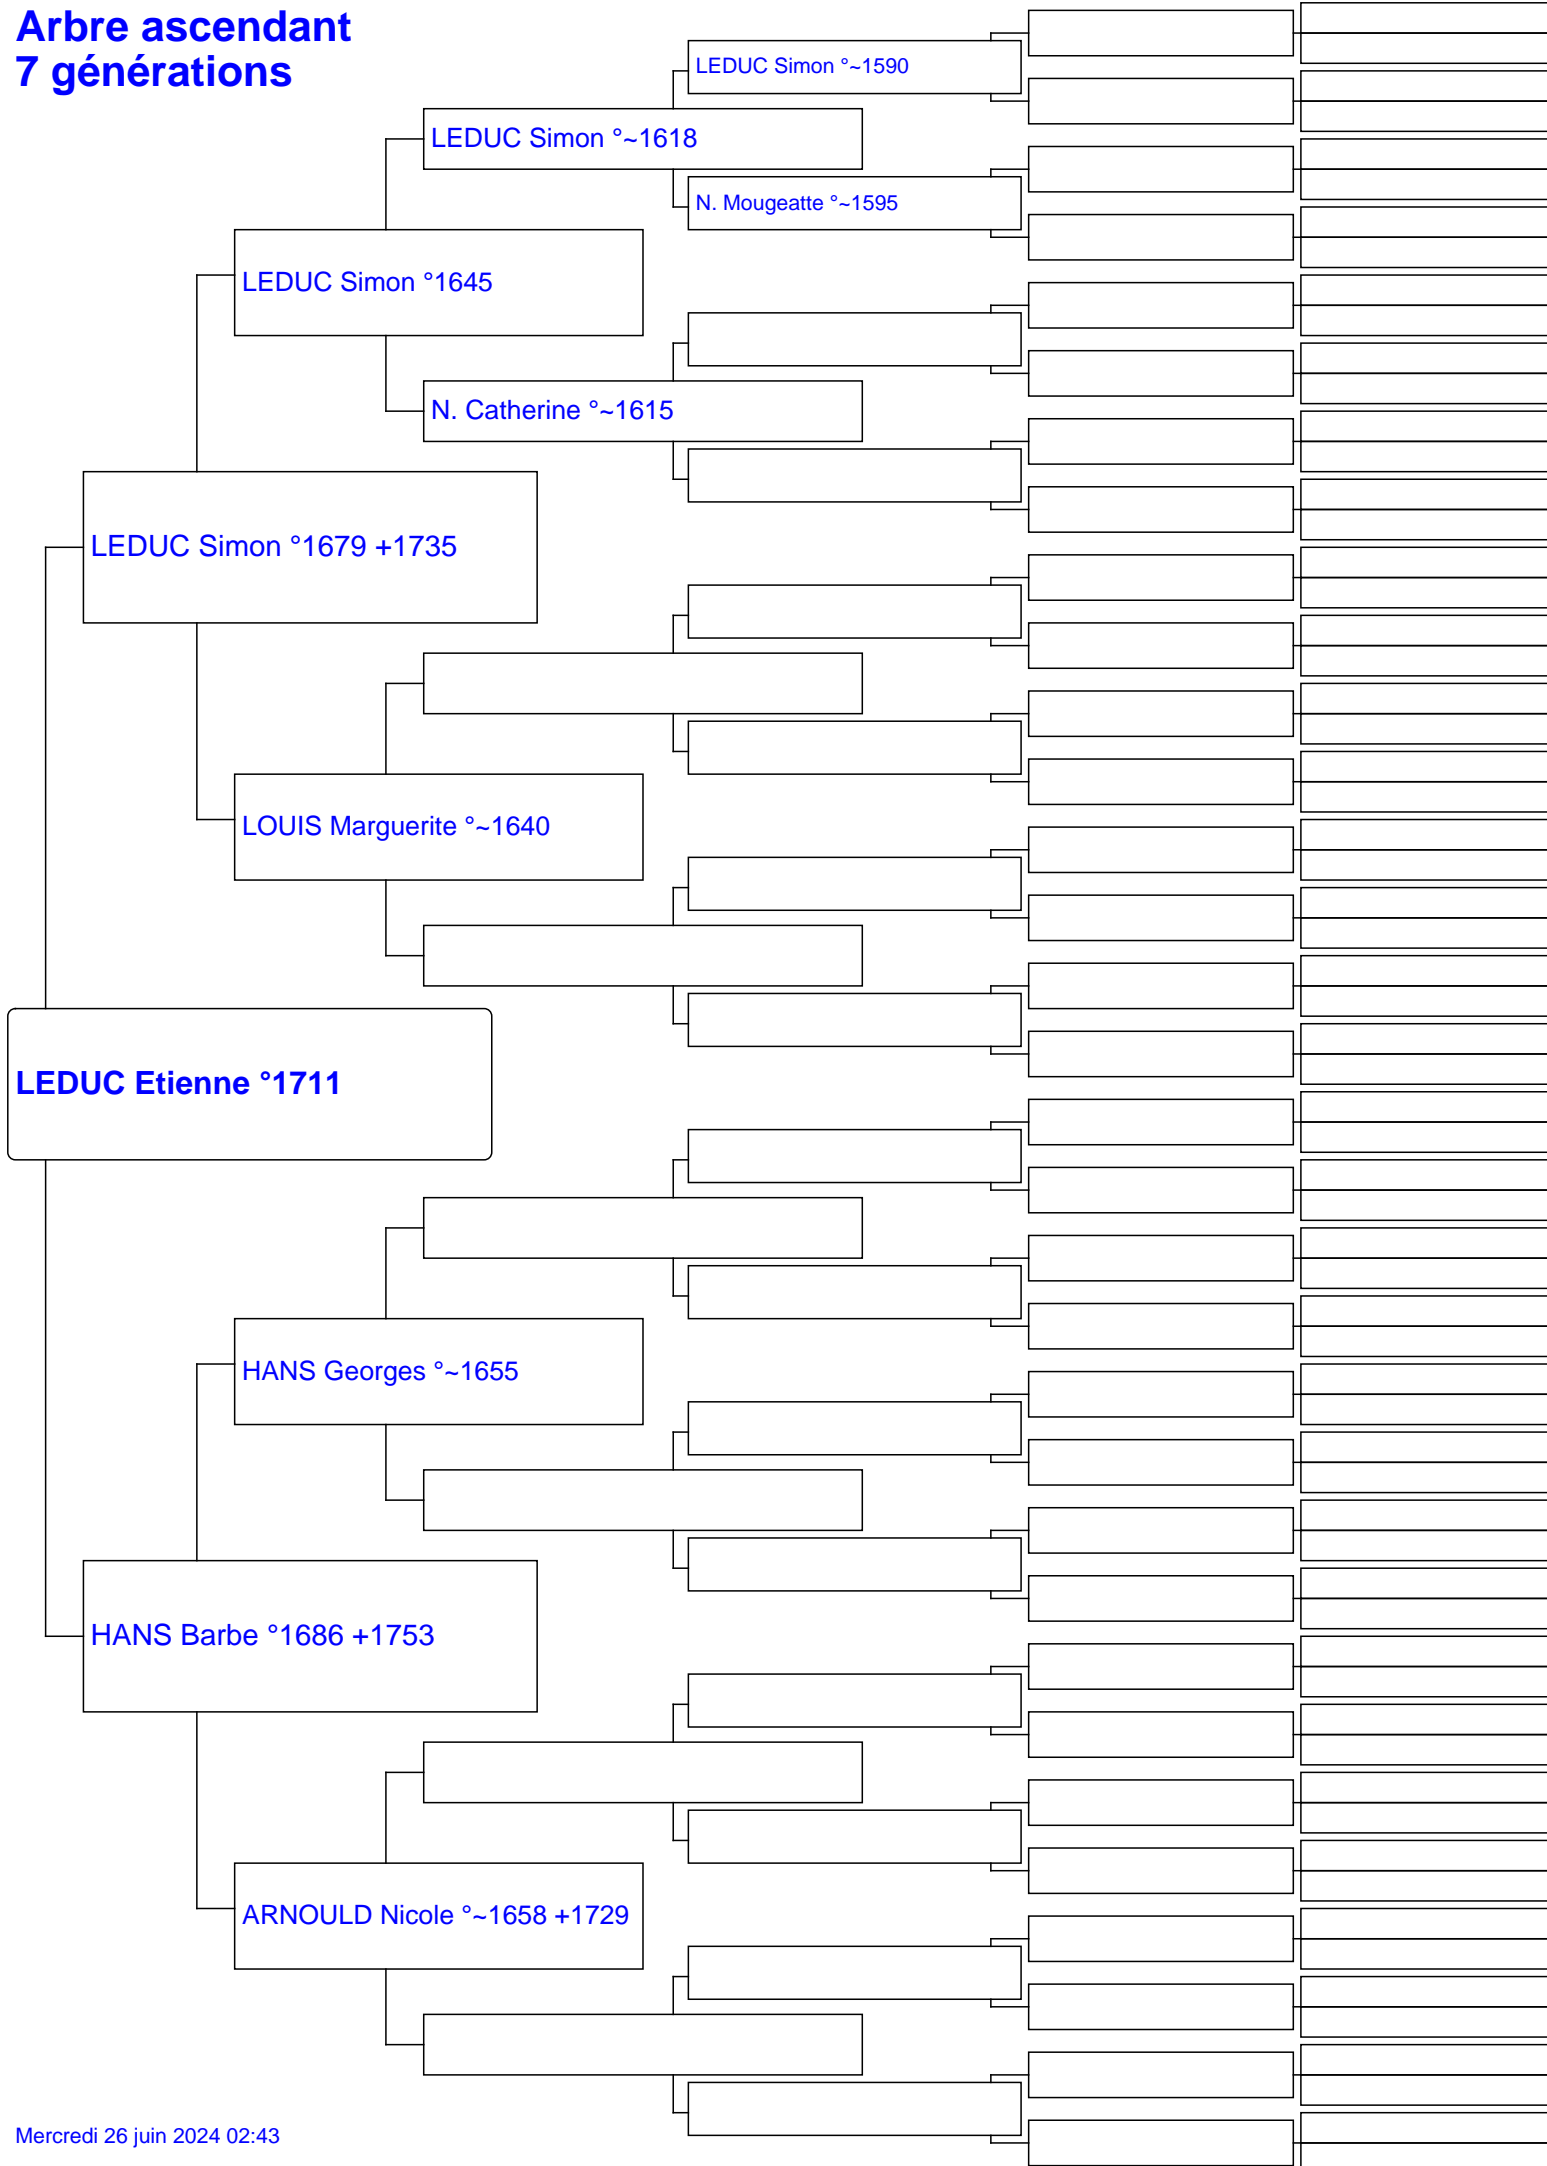 Arbre ascendant
7 générations
LEDUC Simon °~1590
LEDUC Simon °~1618
N. Mougeatte °~1595
LEDUC Simon °1645
N. Catherine °~1615
LEDUC Simon °1679 +1735
LOUIS Marguerite °~1640
LEDUC Etienne °1711
HANS Georges °~1655
HANS Barbe °1686 +1753
ARNOULD Nicole °~1658 +1729
Mercredi 26 juin 2024 02:43